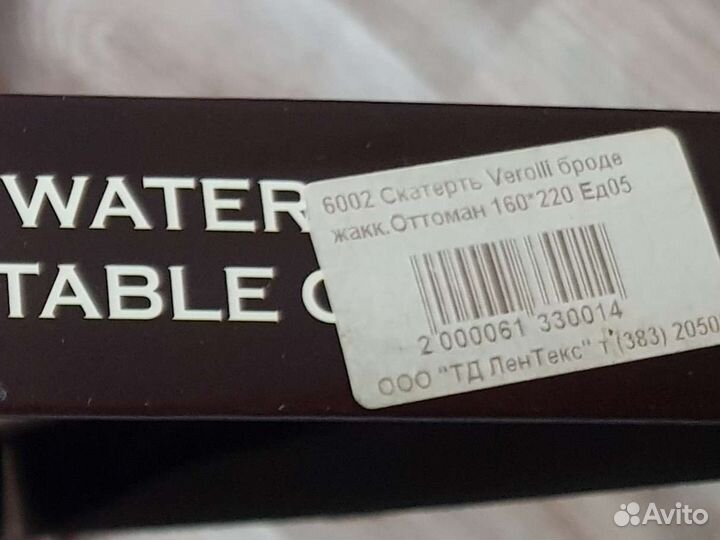 WATER
TABLE
6002 Скатерть Verolli броде
жакк.Оттоман 160*220 Ед05
2 000061 330014
ООО "ТД ЛенТекс" т (383) 2050
Avito